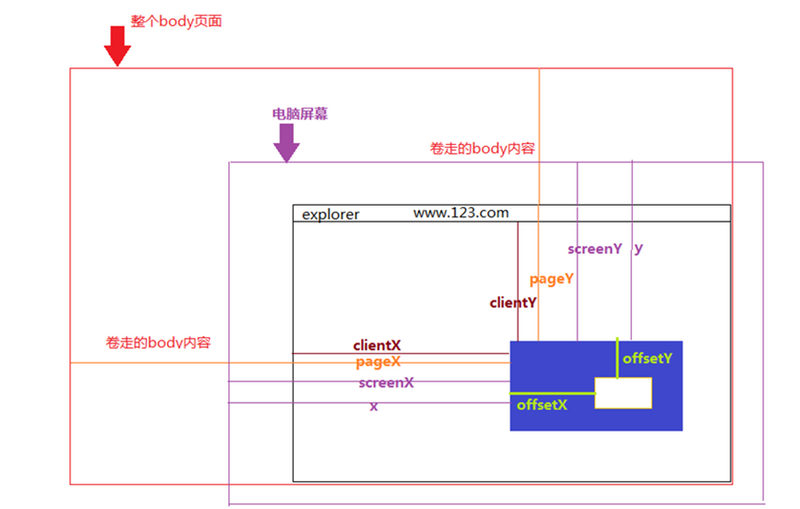 整个body页面
电脑屏幕
卷走的body内容
explorer
www.123.com
screenY y
pageY
clientY
卷走的body内容
clientX
pageX
screenX
x
offsetY
offsetX